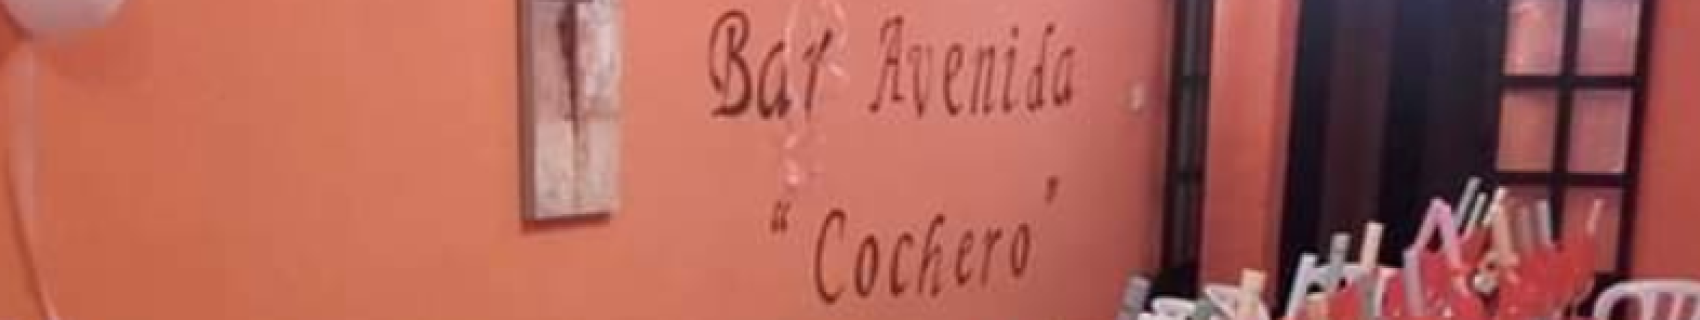 Bar Avenida
“Cochero”